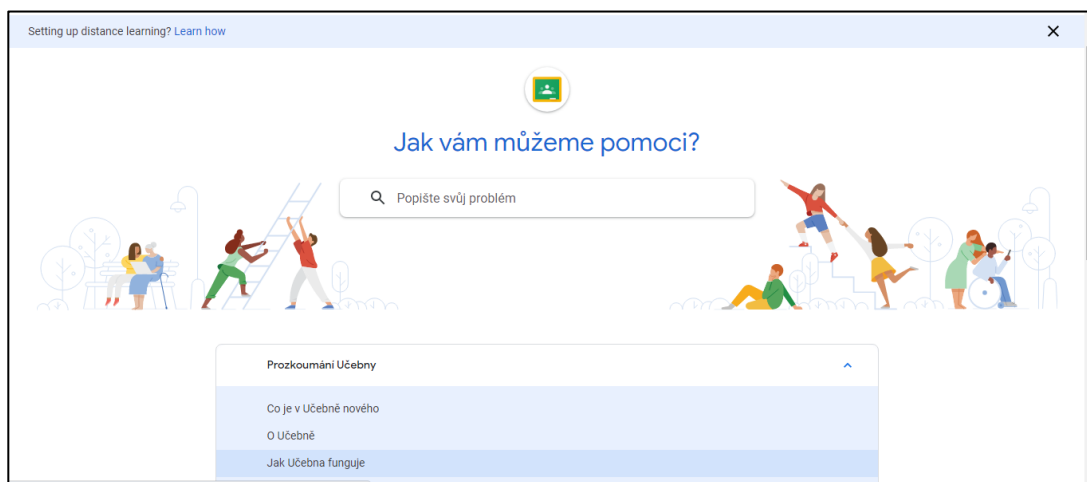 Setting up distance learning? Learn how
Jak vám můžeme pomoci?
Popište svůj problém
Prozkoumání Učebny
Co je v Učebně nového
O Učebně
Jak Učebna funguje